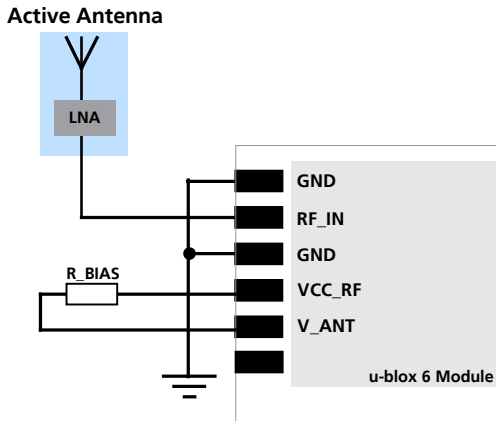 Active Antenna
LNA
GND
RF_IN
GND
R_BIAS
VCC_RF
V_ANT
u-blox 6 Module